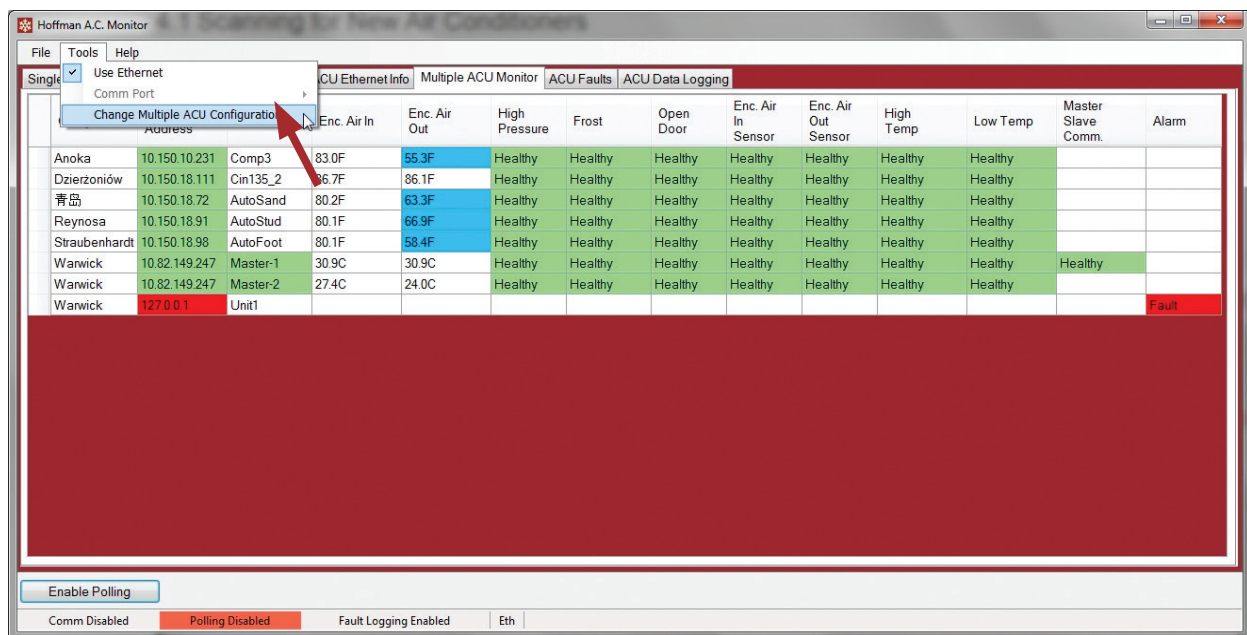 4.1 Scanning for New Air Conditioners
Hoffman A.C. Monitor
File Tools Help
Use Ethernet
Comm Port
Change Multiple ACU Configuration
ACU Ethernet Info Multiple ACU Monitor ACU Faults ACU Data Logging
Address Enc. Air In Enc. Air Out High Pressure Frost Open Door Enc. Air In Sensor Enc. Air Out Sensor High Temp Low Temp Master Slave Comm. Alarm
Anoka 10.150.10.231 Comp3 83.0F 55.3F Healthy Healthy Healthy Healthy Healthy Healthy Healthy
Dzierżoniów 10.150.18.111 Cin135_2 86.7F 86.1F Healthy Healthy Healthy Healthy Healthy Healthy Healthy
青岛 10.150.18.72 AutoSand 80.2F 63.3F Healthy Healthy Healthy Healthy Healthy Healthy Healthy
Reynosa 10.150.18.91 AutoStud 80.1F 66.9F Healthy Healthy Healthy Healthy Healthy Healthy Healthy
Straubenhardt 10.150.18.98 AutoFoot 80.1F 58.4F Healthy Healthy Healthy Healthy Healthy Healthy Healthy
Warwick 10.82.149.247 Master-1 30.9C 30.9C Healthy Healthy Healthy Healthy Healthy Healthy Healthy Healthy
Warwick 10.82.149.247 Master-2 27.4C 24.0C Healthy Healthy Healthy Healthy Healthy Healthy Healthy
Warwick 127.0.0.1 Unit1 Fault
Enable Polling
Comm Disabled Polling Disabled Fault Logging Enabled Eth